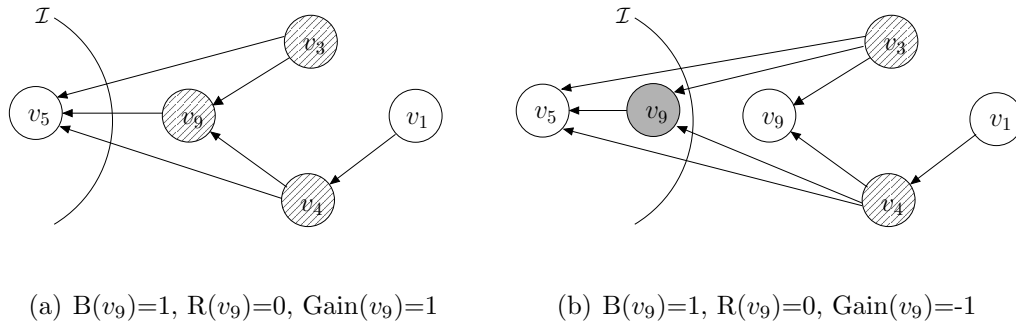 𝓘
v₃
v₅
v₉
v₁
v₄
𝓘
v₃
v₅
v₉
v₉
v₁
v₄
(a) B(v₉)=1, R(v₉)=0, Gain(v₉)=1
(b) B(v₉)=1, R(v₉)=0, Gain(v₉)=-1